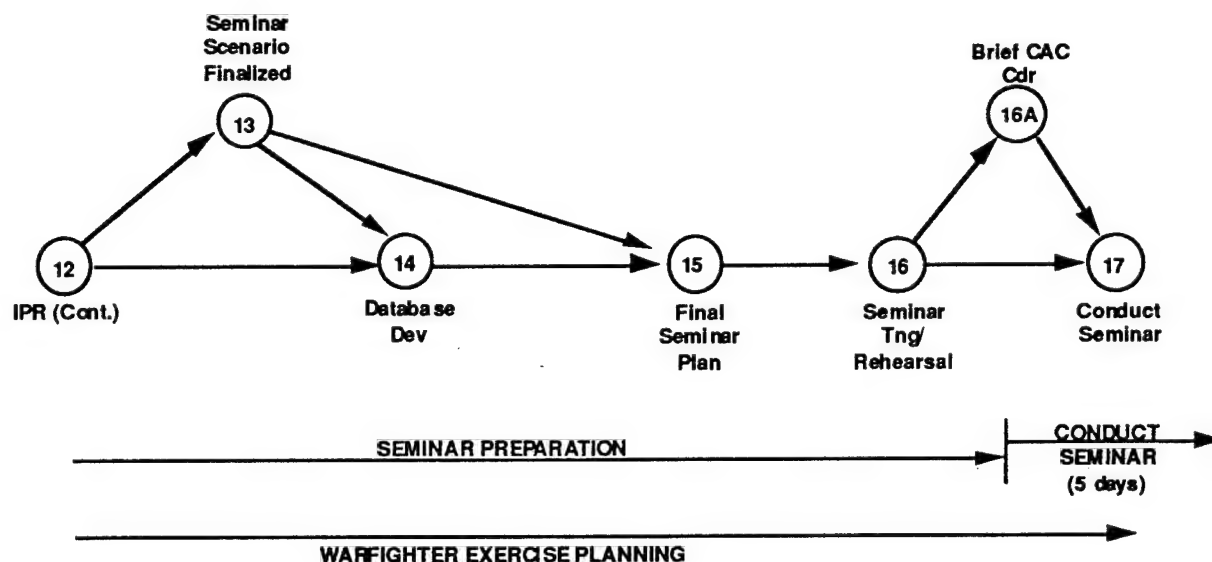 Seminar
Scenario
Finalized
13
Brief CAC
Cdr
16A
12
IPR (Cont.)
14
Database
Dev
15
Final
Seminar
Plan
16
Seminar
Tng/
Rehearsal
17
Conduct
Seminar
SEMINAR PREPARATION
CONDUCT
SEMINAR
(5 days)
WARFIGHTER EXERCISE PLANNING